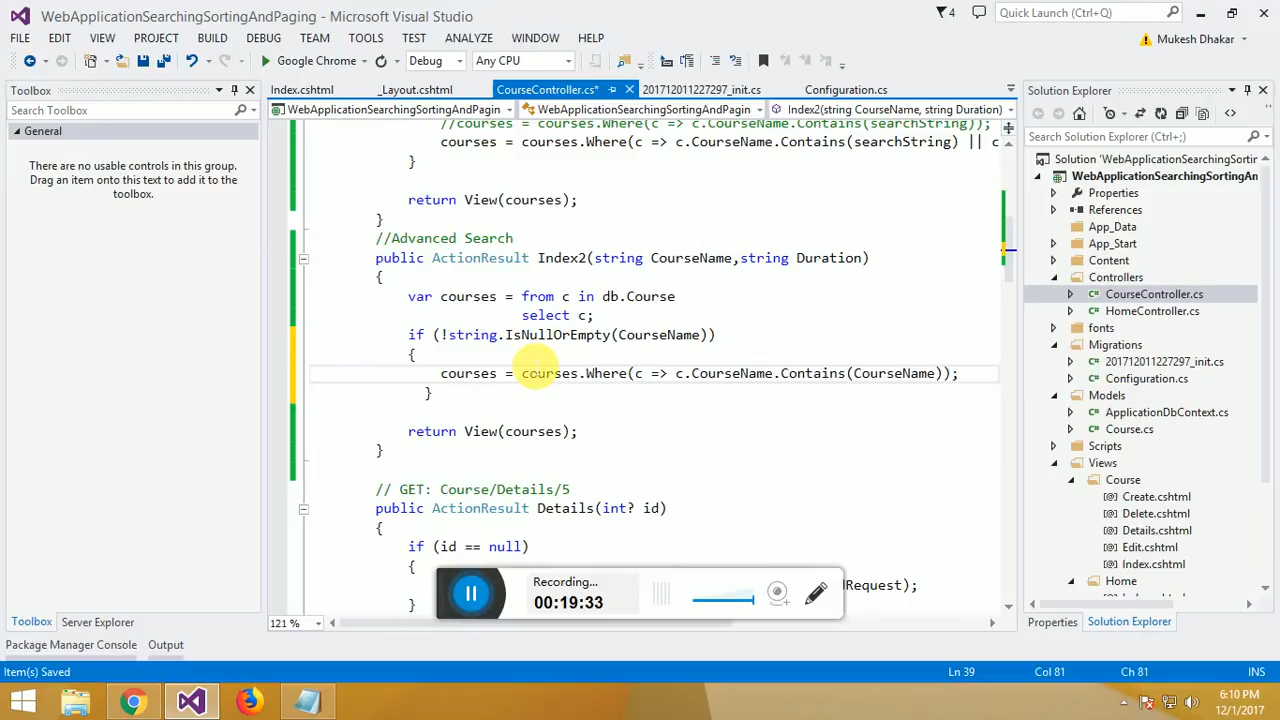 WebApplicationSearchingSortingAndPaging - Microsoft Visual Studio
4
Quick Launch (Ctrl+Q)
FILE EDIT VIEW PROJECT BUILD DEBUG TEAM TOOLS TEST ANALYZE WINDOW HELP
Mukesh Dhakar
Google Chrome
Debug
Any CPU
Toolbox
Index.cshtml
_Layout.cshtml
CourseController.cs*
201712011227297_init.cs
Configuration.cs
Solution Explorer
Search Toolbox
WebApplicationSearchingSortingAndPaging
WebApplicationSearchingSortingAndPaging
Index2(string CourseName, string Duration)
General
There are no usable controls in this group.
Drag an item onto this text to add it to the
toolbox.
//courses = courses.Where(c => c.CourseName.Contains(searchString));
courses = courses.Where(c => c.CourseName.Contains(searchString) || c
}
return View(courses);
}
//Advanced Search
public ActionResult Index2(string CourseName,string Duration)
{
var courses = from c in db.Course
select c;
if (!string.IsNullOrEmpty(CourseName))
{
courses = courses.Where(c => c.CourseName.Contains(CourseName));
}
return View(courses);
}
// GET: Course/Details/5
public ActionResult Details(int? id)
{
if (id == null)
{
dRequest);
}
Recording...
00:19:33
Search Solution Explorer (Ctrl+;)
Solution 'WebApplicationSearchingSortin
WebApplicationSearchingSortingAn
Properties
References
App_Data
App_Start
Content
Controllers
CourseController.cs
HomeController.cs
fonts
Migrations
201712011227297_init.cs
Configuration.cs
Models
ApplicationDbContext.cs
Course.cs
Scripts
Views
Course
Create.cshtml
Delete.cshtml
Details.cshtml
Edit.cshtml
Index.cshtml
Home
121 %
Toolbox
Server Explorer
Properties
Solution Explorer
Package Manager Console
Output
Item(s) Saved
Ln 39
Col 81
Ch 81
INS
6:10 PM
12/1/2017